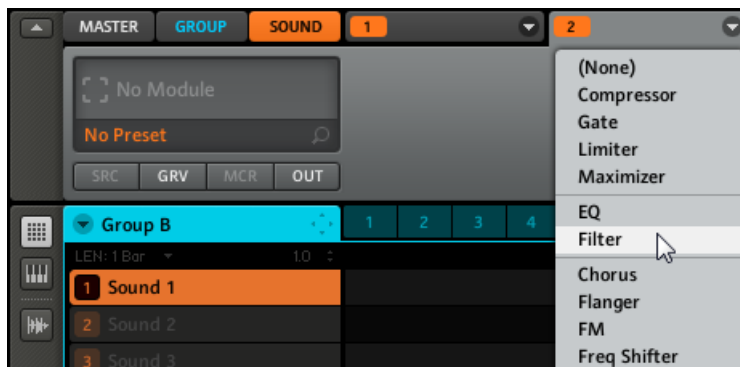 MASTER GROUP SOUND 1 2
No Module
No Preset
SRC GRV MCR OUT
(None)
Compressor
Gate
Limiter
Maximizer
EQ
Filter
Chorus
Flanger
FM
Freq Shifter
Group B 1 2 3 4
LEN: 1 Bar 1.0
1 Sound 1
2 Sound 2
3 Sound 3